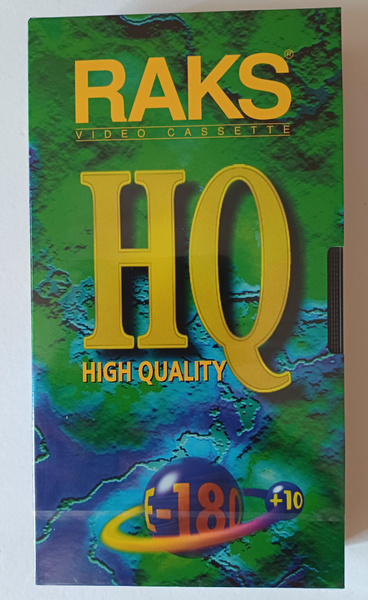 RAKS®
VIDEO CASSETTE
HQ
HIGH QUALITY
E-180
+10